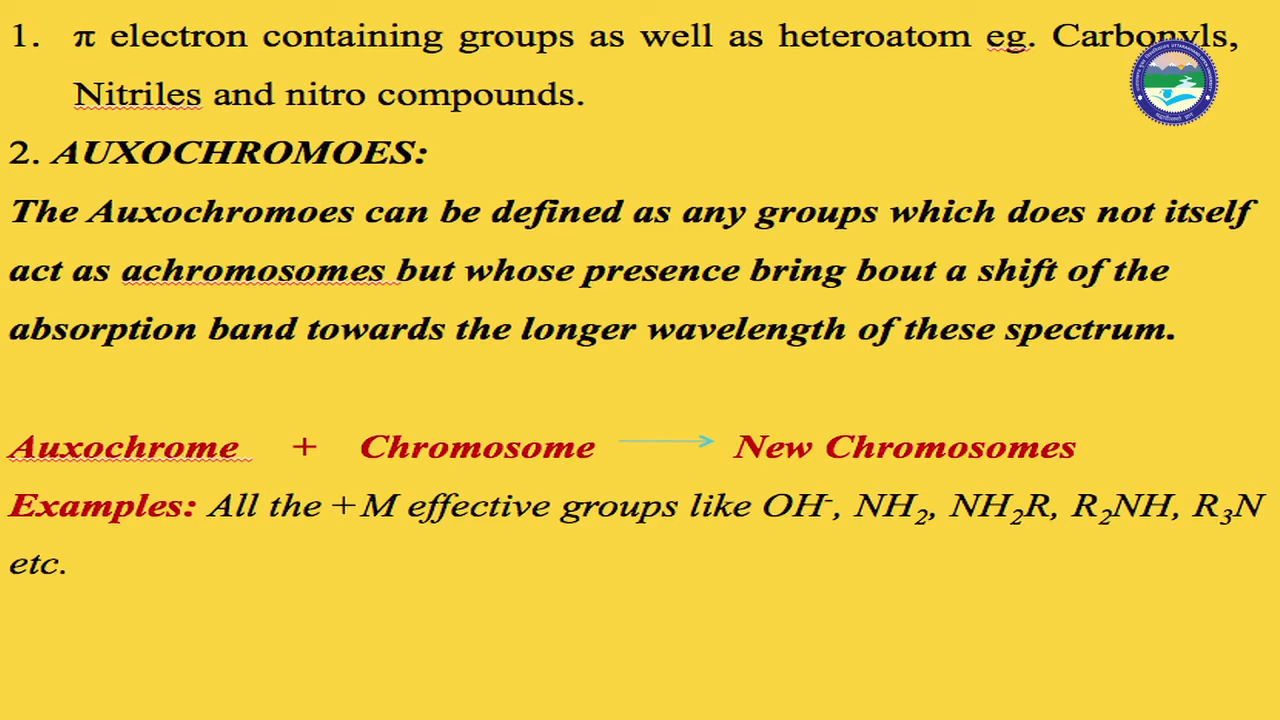 1. π electron containing groups as well as heteroatom eg. Carbonyls,
Nitriles and nitro compounds.
2. AUXOCHROMOES:
The Auxochromoes can be defined as any groups which does not itself
act as achromosomes but whose presence bring bout a shift of the
absorption band towards the longer wavelength of these spectrum.
Auxochrome + Chromosome → New Chromosomes
Examples: All the +M effective groups like OH⁻, NH₂, NH₂R, R₂NH, R₃N
etc.